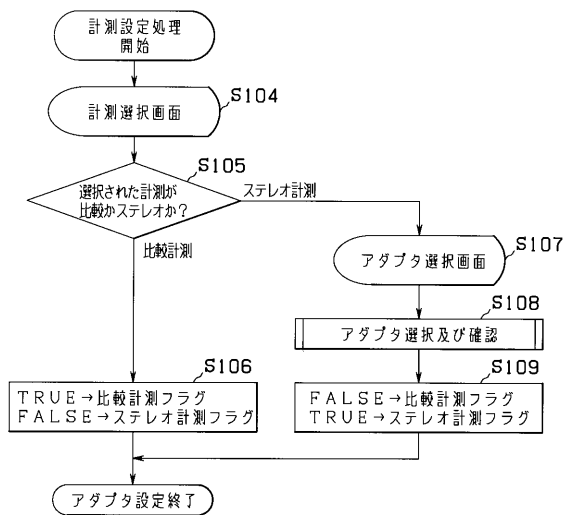 計測設定処理
開始
S104
計測選択画面
S105
選択された計測が
比較かステレオか?
ステレオ計測
比較計測
S107
アダプタ選択画面
S108
アダプタ選択及び確認
S106
TRUE→比較計測フラグ
FALSE→ステレオ計測フラグ
S109
FALSE→比較計測フラグ
TRUE→ステレオ計測フラグ
アダプタ設定終了